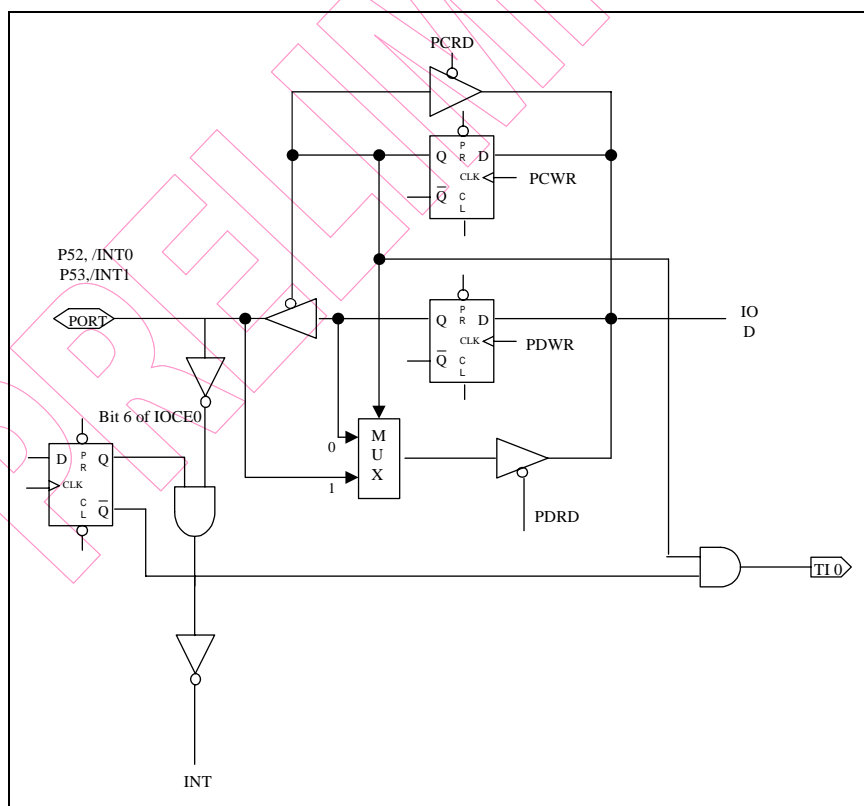 PCRD
P
R
Q D
CLK PCWR
Q
C
L
P52, /INT0
P53,/INT1
PORT
P
R
Q D
IO
D
CLK PDWR
Q
C
L
Bit 6 of IOCE0
M
U
X
0
1
PDRD
D Q
P
R
CLK
C
L
Q
TI 0
INT
PRELIM